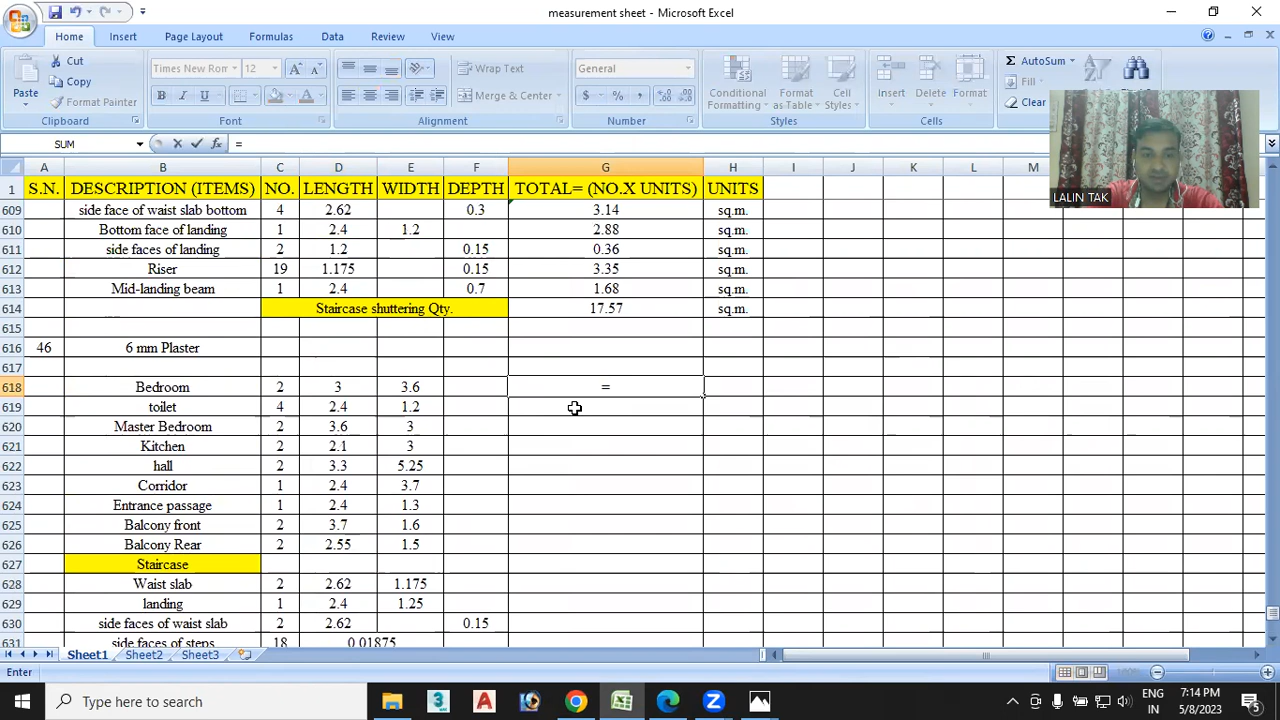 measurement sheet - Microsoft Excel
Home Insert Page Layout Formulas Data Review View
Paste Cut Copy Format Painter Clipboard
Times New Rom 12 A A B I U A Font
Wrap Text Merge & Center Alignment
General $ % , Number
Conditional Formatting Format as Table Cell Styles Styles
Insert Delete Format Cells
Σ AutoSum Fill Clear
SUM =
A B C D E F G H I J K L M
1 S.N. DESCRIPTION (ITEMS) NO. LENGTH WIDTH DEPTH TOTAL= (NO.X UNITS) UNITS
609 side face of waist slab bottom 4 2.62 0.3 3.14 sq.m.
610 Bottom face of landing 1 2.4 1.2 2.88 sq.m.
611 side faces of landing 2 1.2 0.15 0.36 sq.m.
612 Riser 19 1.175 0.15 3.35 sq.m.
613 Mid-landing beam 1 2.4 0.7 1.68 sq.m.
614 Staircase shuttering Qty. 17.57 sq.m.
615
616 46 6 mm Plaster
617
618 Bedroom 2 3 3.6 =
619 toilet 4 2.4 1.2
620 Master Bedroom 2 3.6 3
621 Kitchen 2 2.1 3
622 hall 2 3.3 5.25
623 Corridor 1 2.4 3.7
624 Entrance passage 1 2.4 1.3
625 Balcony front 2 3.7 1.6
626 Balcony Rear 2 2.55 1.5
627 Staircase
628 Waist slab 2 2.62 1.175
629 landing 1 2.4 1.25
630 side faces of waist slab 2 2.62 0.15
631 side faces of steps 18 0.01875
LALIN TAK
Sheet1 Sheet2 Sheet3
Enter
Type here to search
ENG
IN
7:14 PM
5/8/2023
5